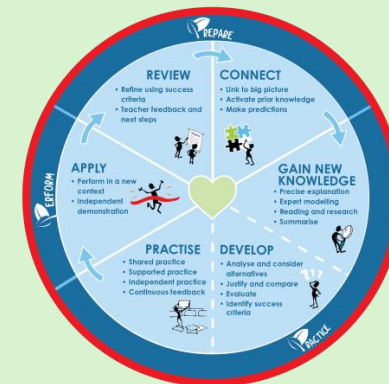 PREPARE
REVIEW
• Refine using success
criteria
• Teacher feedback and
next steps
CONNECT
• Link to big picture
• Activate prior knowledge
• Make predictions
GAIN NEW
KNOWLEDGE
• Precise explanation
• Expert modelling
• Reading and research
• Summarise
DEVELOP
• Analyse and consider
alternatives
• Justify and compare
• Evaluate
• Identify success
criteria
PRACTICE
PRACTISE
• Shared practice
• Supported practice
• Independent practice
• Continuous feedback
APPLY
• Perform in a new
context
• Independent
demonstration
PERFORM